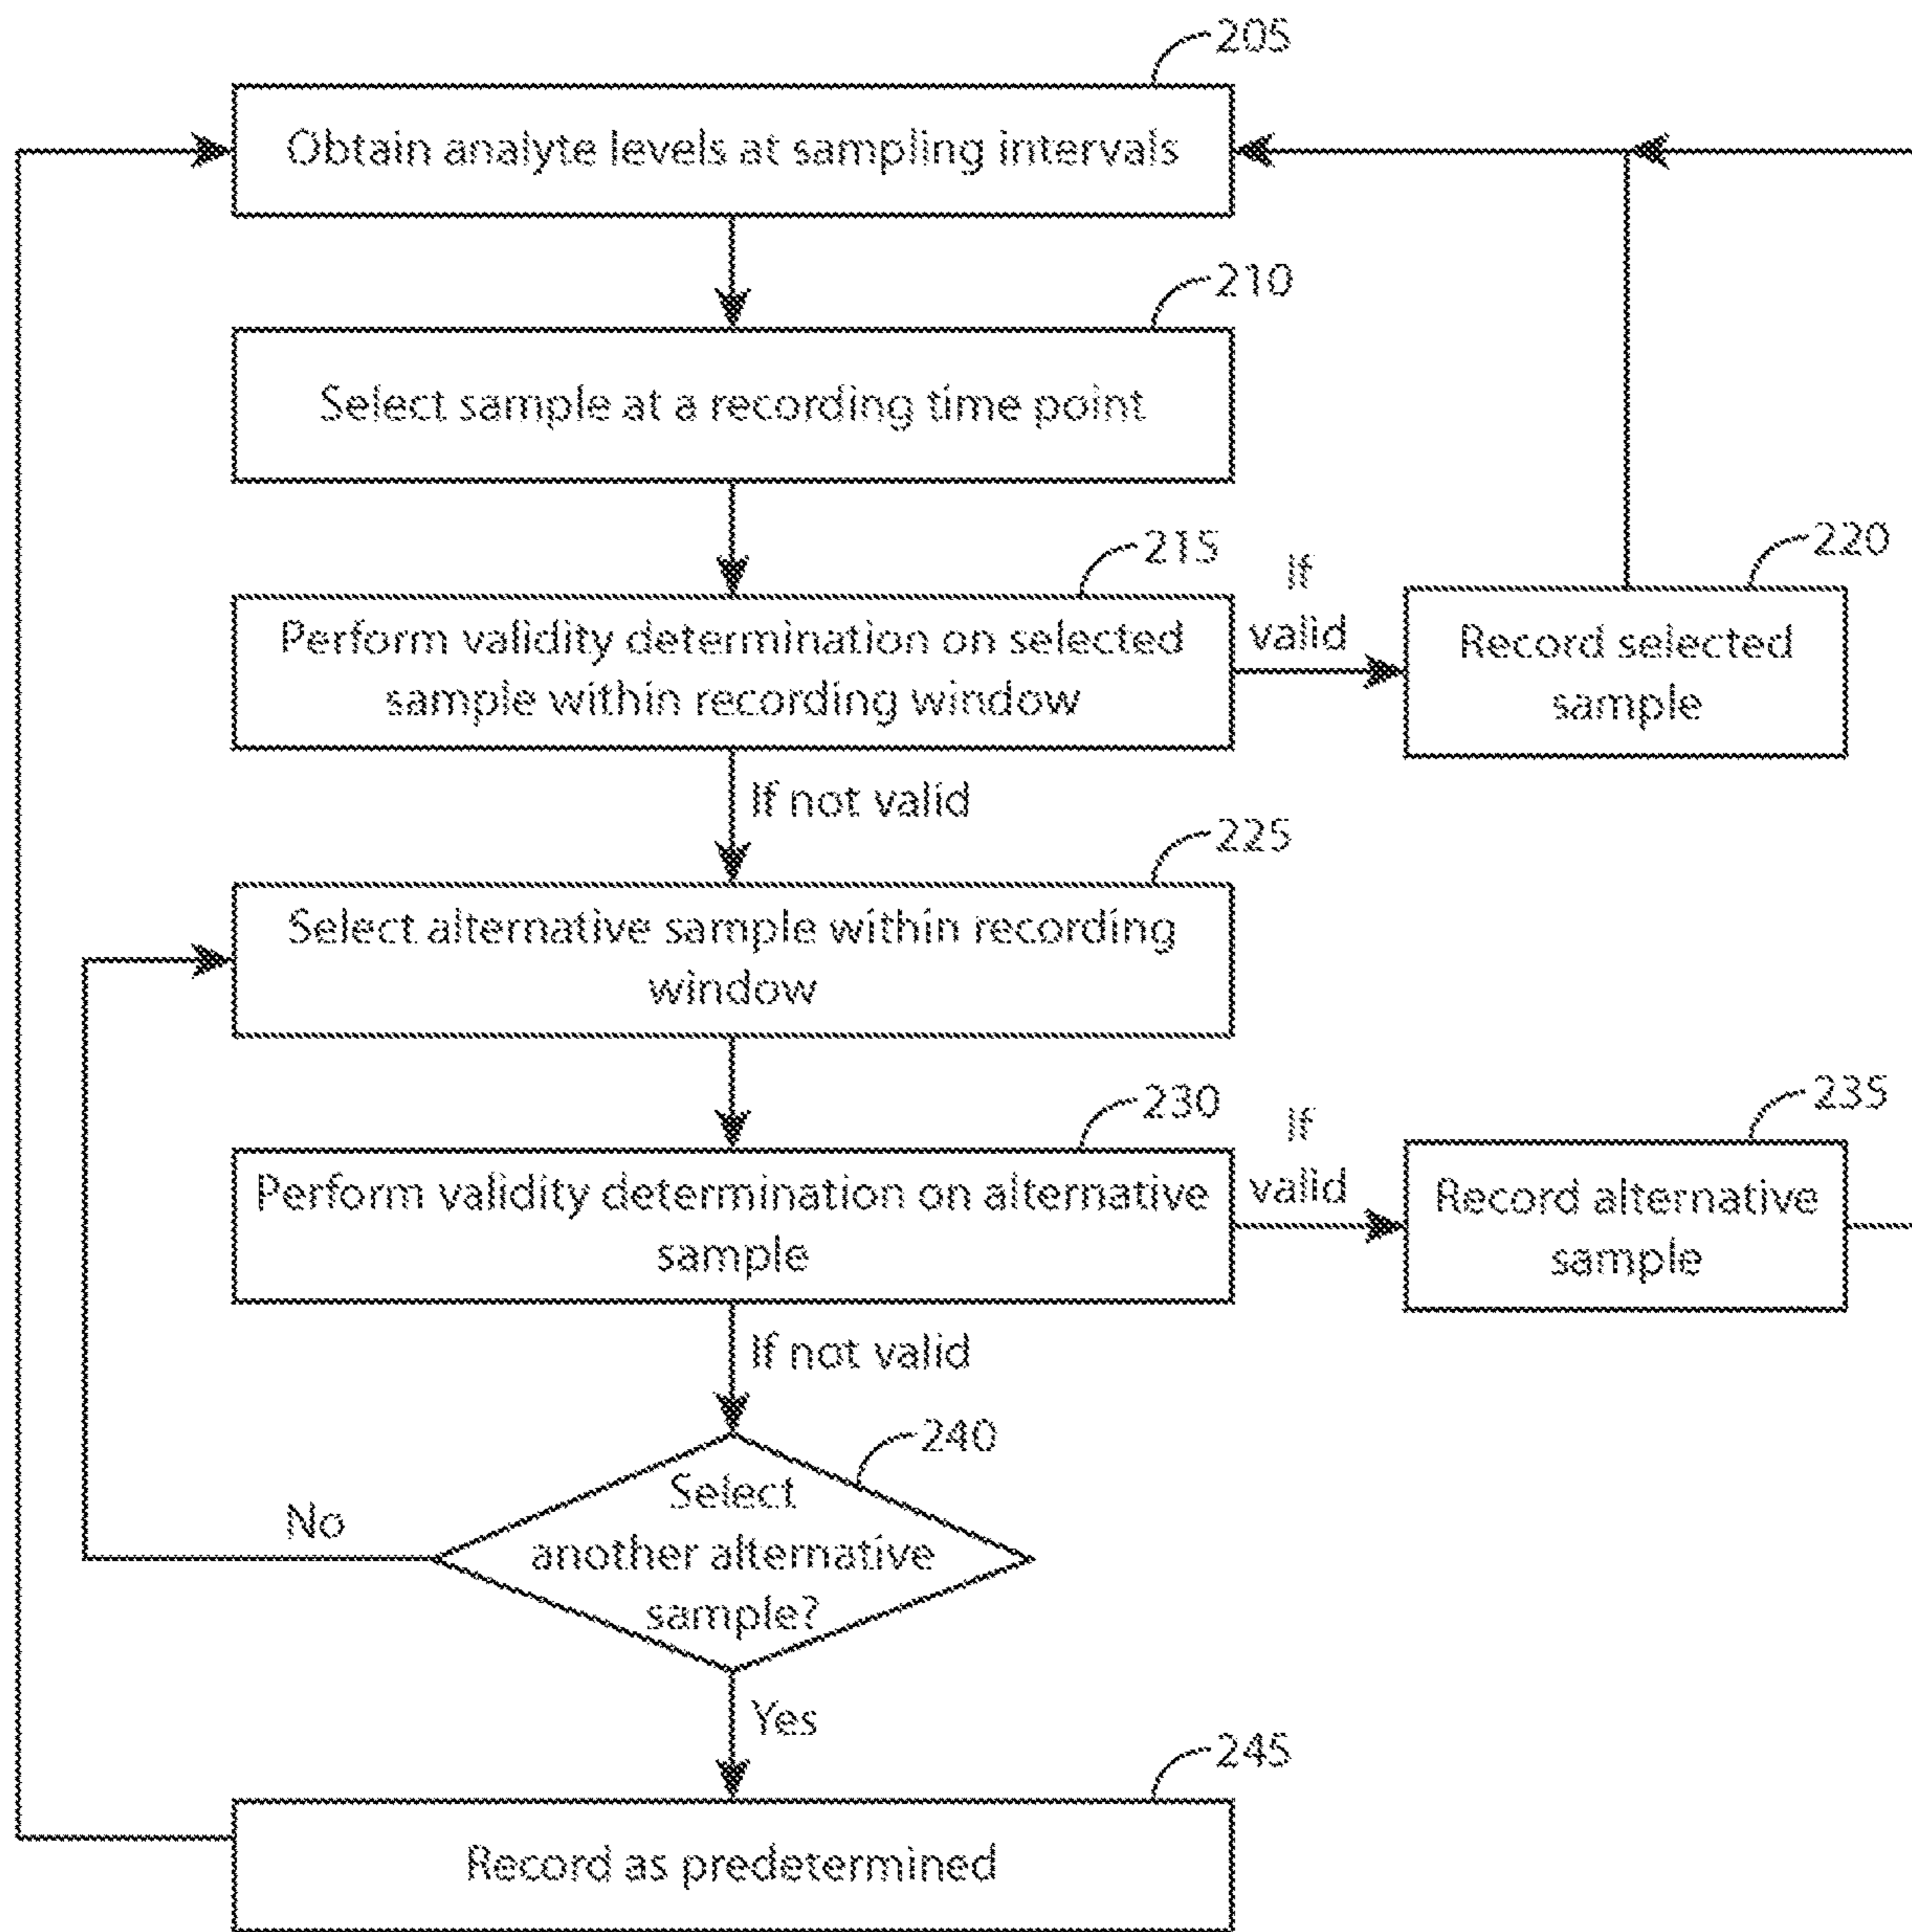 205
Obtain analyte levels at sampling intervals
210
Select sample at a recording time point
215
Perform validity determination on selected
sample within recording window
If
valid
220
Record selected
sample
If not valid
225
Select alternative sample within recording
window
230
Perform validity determination on alternative
sample
If
valid
235
Record alternative
sample
If not valid
240
Select
another alternative
sample?
No
Yes
245
Record as predetermined